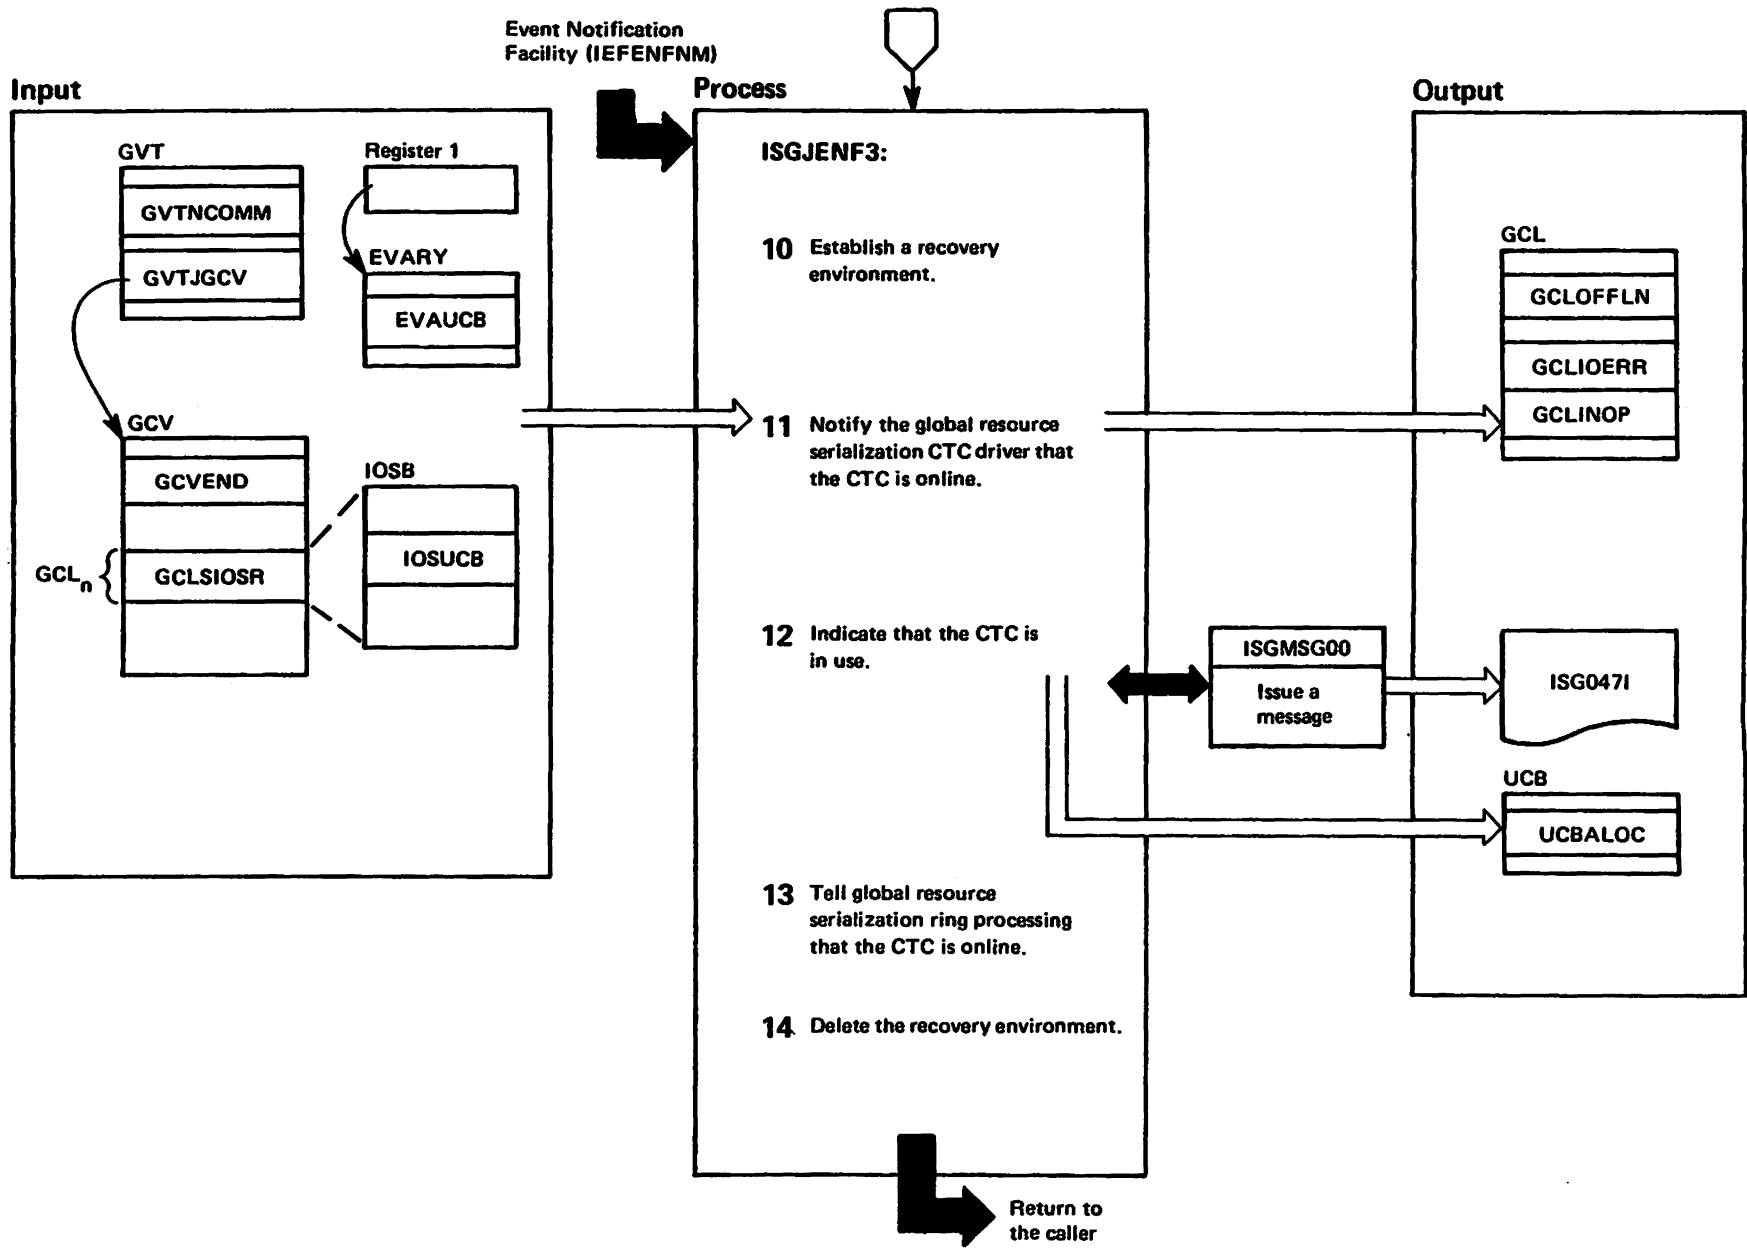 Event Notification
Facility (IEFENFNM)
Input
Process
Output
GVT
GVTNCOMM
GVTJGCV
Register 1
EVARY
EVAUCB
GCV
GCVEND
GCLn
GCLSIOSR
IOSB
IOSUCB
ISGJENF3:
10 Establish a recovery
environment.
11 Notify the global resource
serialization CTC driver that
the CTC is online.
12 Indicate that the CTC is
in use.
13 Tell global resource
serialization ring processing
that the CTC is online.
14 Delete the recovery environment.
Return to
the caller
ISGMSG00
Issue a
message
GCL
GCLOFFLN
GCLIOERR
GCLINOP
ISG047I
UCB
UCBALOC